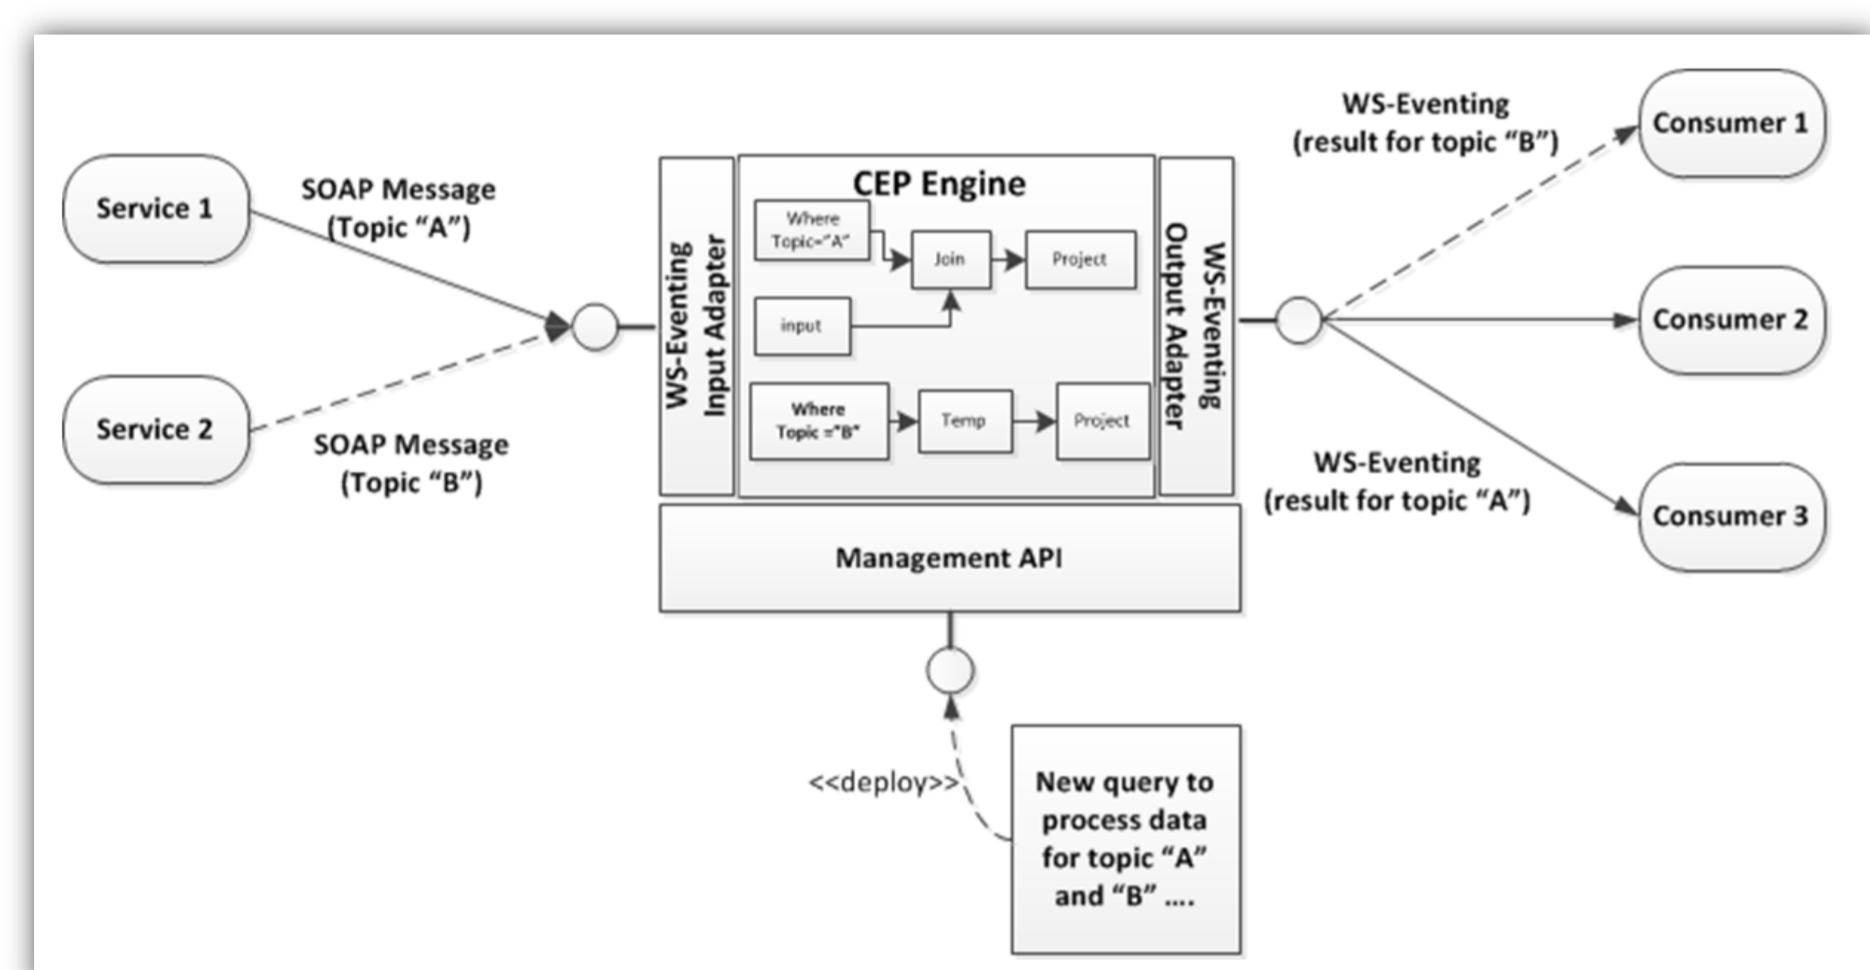 Service 1
SOAP Message
(Topic “A”)
Service 2
SOAP Message
(Topic “B”)
WS-Eventing
Input Adapter
CEP Engine
Where
Topic=”A”
Join
Project
input
Where
Topic =”B”
Temp
Project
WS-Eventing
Output Adapter
Management API
<<deploy>>
New query to
process data
for topic “A”
and “B” ....
WS-Eventing
(result for topic “B”)
Consumer 1
Consumer 2
WS-Eventing
(result for topic “A”)
Consumer 3